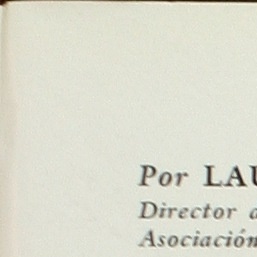 Por LAU
Director d
Asociación